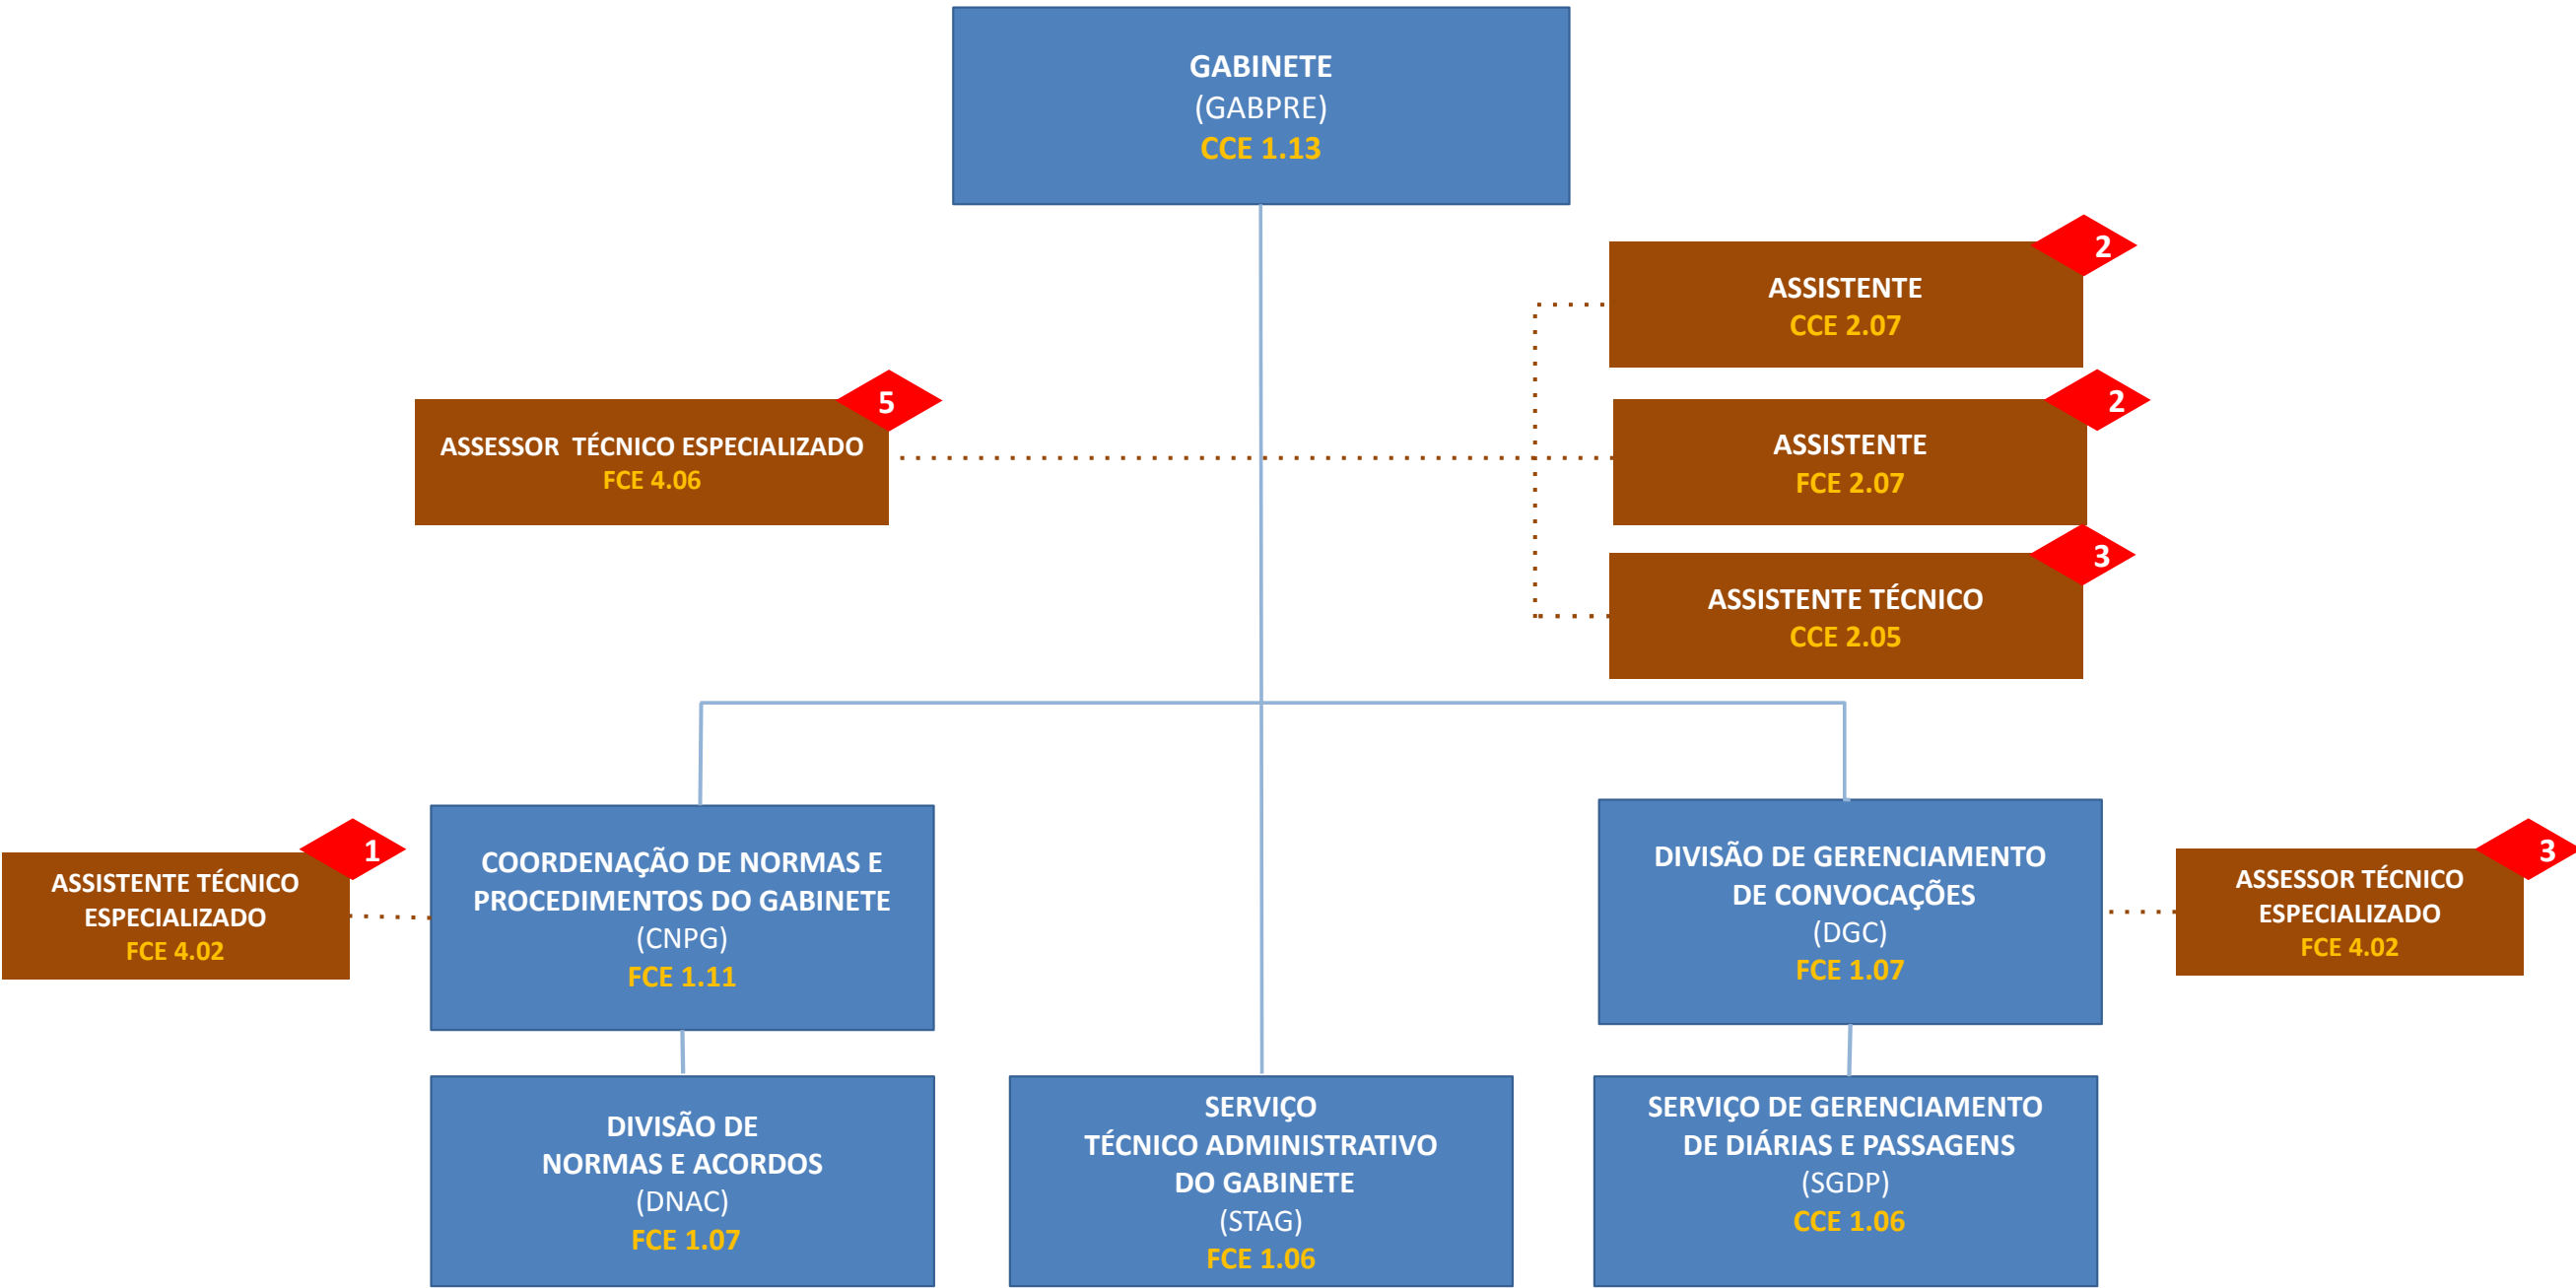 GABINETE
(GABPRE)
CCE 1.13
2
ASSISTENTE
CCE 2.07
5
ASSESSOR TÉCNICO ESPECIALIZADO
FCE 4.06
2
ASSISTENTE
FCE 2.07
3
ASSISTENTE TÉCNICO
CCE 2.05
1
ASSISTENTE TÉCNICO
ESPECIALIZADO
FCE 4.02
COORDENAÇÃO DE NORMAS E
PROCEDIMENTOS DO GABINETE
(CNPG)
FCE 1.11
DIVISÃO DE GERENCIAMENTO
DE CONVOCAÇÕES
(DGC)
FCE 1.07
3
ASSESSOR TÉCNICO
ESPECIALIZADO
FCE 4.02
DIVISÃO DE
NORMAS E ACORDOS
(DNAC)
FCE 1.07
SERVIÇO
TÉCNICO ADMINISTRATIVO
DO GABINETE
(STAG)
FCE 1.06
SERVIÇO DE GERENCIAMENTO
DE DIÁRIAS E PASSAGENS
(SGDP)
CCE 1.06